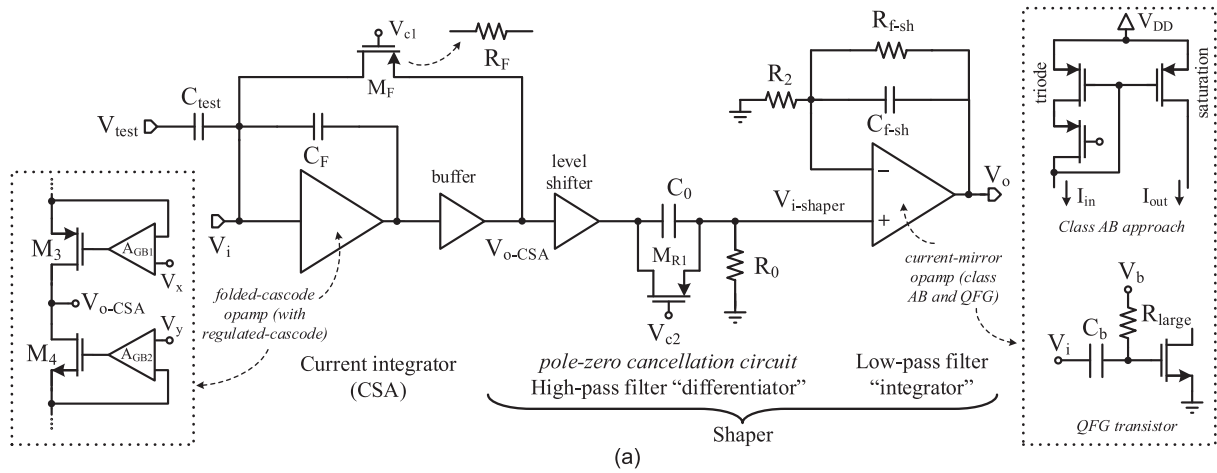 V_c1
R_F
M_F
C_test
V_test
C_F
V_i
buffer
level
shifter
V_o-CSA
C_0
M_R1
V_c2
R_0
V_i-shaper
R_2
R_f-sh
C_f-sh
−
+
V_o
M_3
A_GB1
V_x
V_o-CSA
V_y
M_4
A_GB2
folded-cascode
opamp (with
regulated-cascode)
Current integrator
(CSA)
pole-zero cancellation circuit
High-pass filter “differentiator”
Low-pass filter
“integrator”
Shaper
current-mirror
opamp (class
AB and QFG)
V_DD
triode
saturation
I_in
I_out
Class AB approach
V_b
C_b
R_large
V_i
QFG transistor
(a)